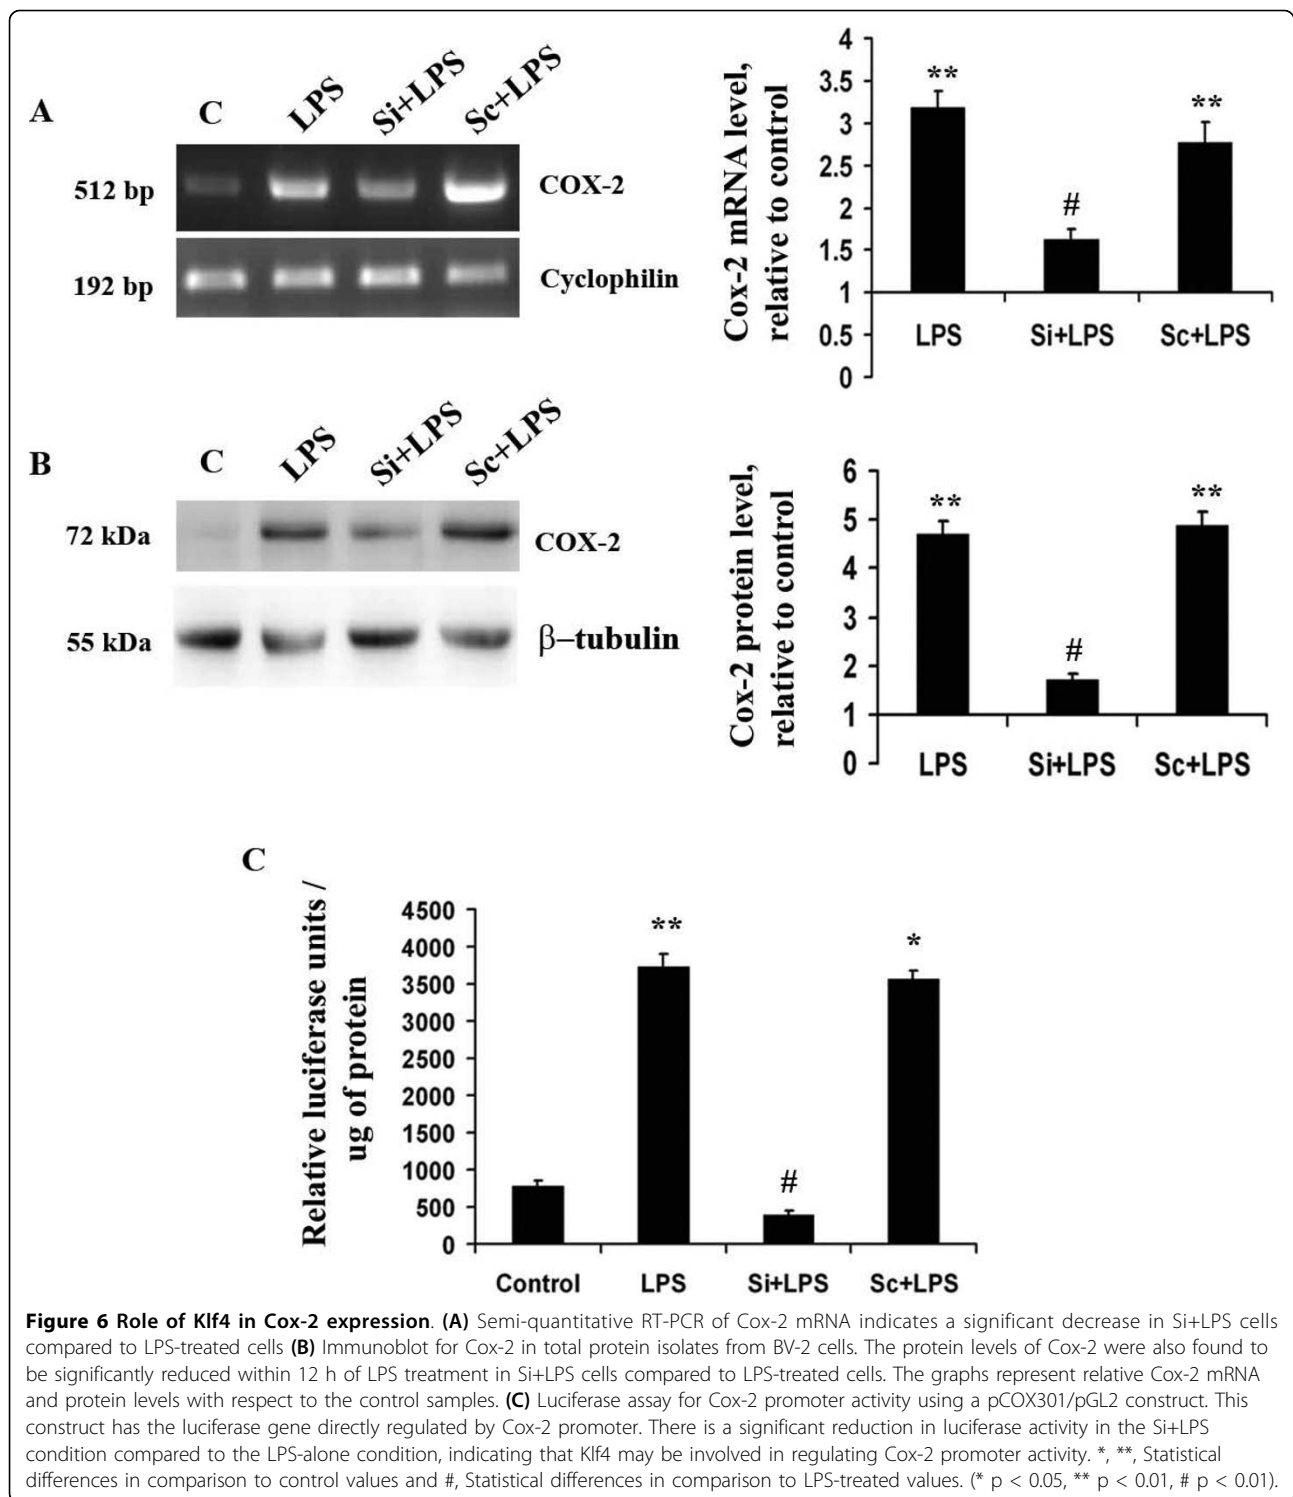 A
C
LPS
Si+LPS
Sc+LPS
512 bp
COX-2
192 bp
Cyclophilin
Cox-2 mRNA level,
relative to control
4
3.5
3
2.5
2
1.5
1
0.5
0
**
#
**
LPS
Si+LPS
Sc+LPS
B
C
LPS
Si+LPS
Sc+LPS
72 kDa
COX-2
55 kDa
β–tubulin
Cox-2 protein level,
relative to control
6
5
4
3
2
1
0
**
#
**
LPS
Si+LPS
Sc+LPS
C
Relative luciferase units /
ug of protein
4500
4000
3500
3000
2500
2000
1500
1000
500
0
**
#
*
Control
LPS
Si+LPS
Sc+LPS
Figure 6 Role of Klf4 in Cox-2 expression. (A) Semi-quantitative RT-PCR of Cox-2 mRNA indicates a significant decrease in Si+LPS cells
compared to LPS-treated cells (B) Immunoblot for Cox-2 in total protein isolates from BV-2 cells. The protein levels of Cox-2 were also found to
be significantly reduced within 12 h of LPS treatment in Si+LPS cells compared to LPS-treated cells. The graphs represent relative Cox-2 mRNA
and protein levels with respect to the control samples. (C) Luciferase assay for Cox-2 promoter activity using a pCOX301/pGL2 construct. This
construct has the luciferase gene directly regulated by Cox-2 promoter. There is a significant reduction in luciferase activity in the Si+LPS
condition compared to the LPS-alone condition, indicating that Klf4 may be involved in regulating Cox-2 promoter activity. *, **, Statistical
differences in comparison to control values and #, Statistical differences in comparison to LPS-treated values. (* p < 0.05, ** p < 0.01, # p < 0.01).